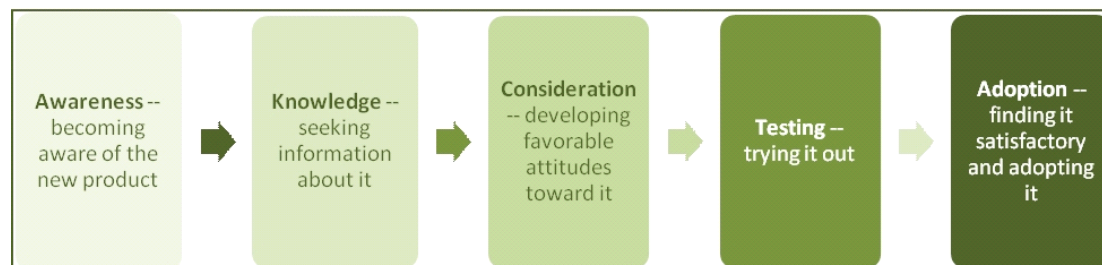 Awareness --
becoming
aware of the
new product
Knowledge --
seeking
information
about it
Consideration
-- developing
favorable
attitudes
toward it
Testing --
trying it out
Adoption --
finding it
satisfactory
and adopting
it